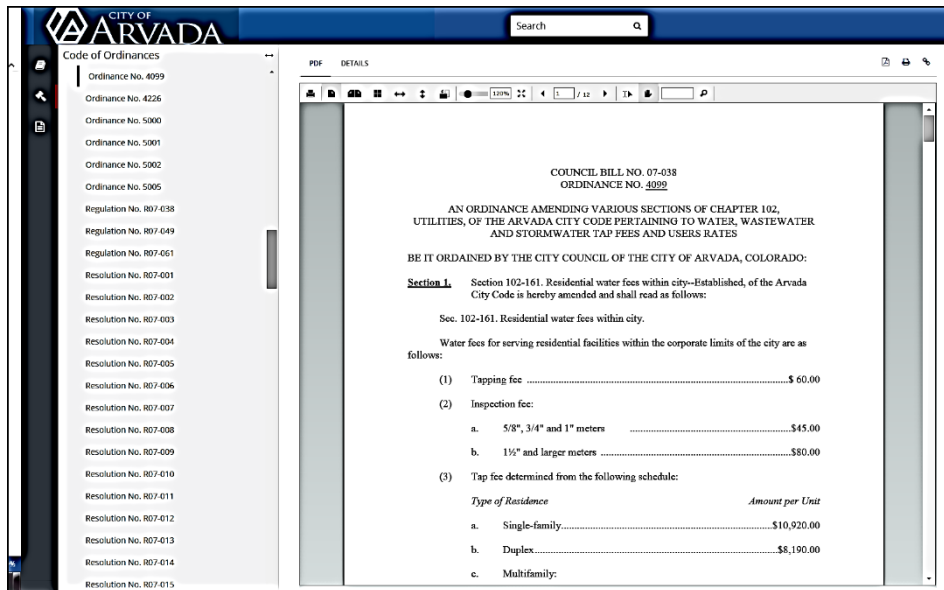 CITY OF
ARVADA
Search
Code of Ordinances
Ordinance No. 4099
Ordinance No. 4226
Ordinance No. 5000
Ordinance No. 5001
Ordinance No. 5002
Ordinance No. 5005
Regulation No. R07-038
Regulation No. R07-049
Regulation No. R07-061
Resolution No. R07-001
Resolution No. R07-002
Resolution No. R07-003
Resolution No. R07-004
Resolution No. R07-005
Resolution No. R07-006
Resolution No. R07-007
Resolution No. R07-008
Resolution No. R07-009
Resolution No. R07-010
Resolution No. R07-011
Resolution No. R07-012
Resolution No. R07-013
Resolution No. R07-014
Resolution No. R07-015
PDF DETAILS
120% 1 / 12
COUNCIL BILL NO. 07-038
ORDINANCE NO. 4099
AN ORDINANCE AMENDING VARIOUS SECTIONS OF CHAPTER 102,
UTILITIES, OF THE ARVADA CITY CODE PERTAINING TO WATER, WASTEWATER
AND STORMWATER TAP FEES AND USERS RATES
BE IT ORDAINED BY THE CITY COUNCIL OF THE CITY OF ARVADA, COLORADO:
Section 1. Section 102-161. Residential water fees within city--Established, of the Arvada
City Code is hereby amended and shall read as follows:
Sec. 102-161. Residential water fees within city.
Water fees for serving residential facilities within the corporate limits of the city are as
follows:
(1) Tapping fee ..........$ 60.00
(2) Inspection fee:
a. 5/8", 3/4" and 1" meters ..........$45.00
b. 1½" and larger meters ..........$80.00
(3) Tap fee determined from the following schedule:
Type of Residence Amount per Unit
a. Single-family..........$10,920.00
b. Duplex..........$8,190.00
c. Multifamily: